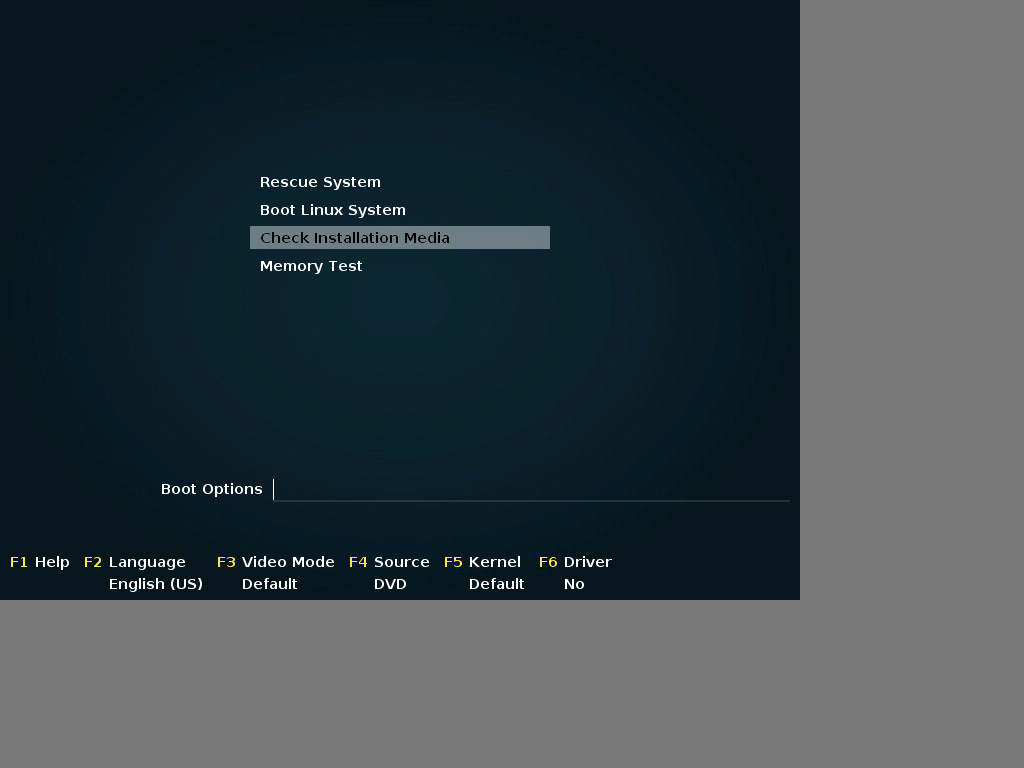 Rescue System
Boot Linux System
Check Installation Media
Memory Test
Boot Options
F1 Help F2 Language F3 Video Mode F4 Source F5 Kernel F6 Driver
English (US) Default DVD Default No